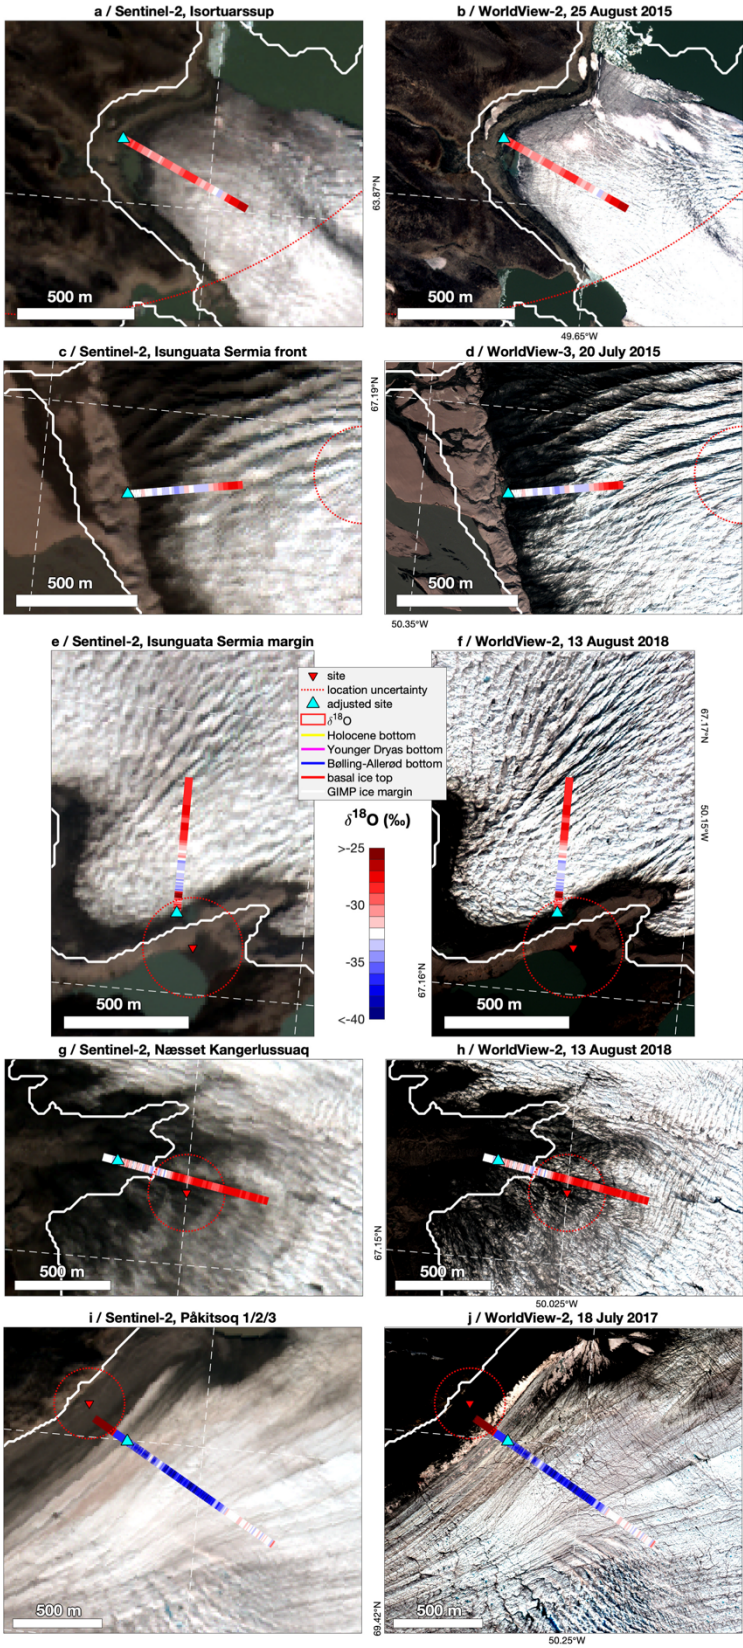 a / Sentinel-2, Isortuarssup
b / WorldView-2, 25 August 2015
63.87°N
500 m
500 m
49.65°W
c / Sentinel-2, Isunguata Sermia front
d / WorldView-3, 20 July 2015
67.19°N
500 m
500 m
50.35°W
e / Sentinel-2, Isunguata Sermia margin
f / WorldView-2, 13 August 2018
site
location uncertainty
adjusted site
δ18O
Holocene bottom
Younger Dryas bottom
Bølling-Allerød bottom
basal ice top
GIMP ice margin
67.17°N
50.15°W
δ18O (‰)
>-25
-30
-35
<-40
67.16°N
500 m
500 m
g / Sentinel-2, Næsset Kangerlussuaq
h / WorldView-2, 13 August 2018
67.15°N
500 m
500 m
50.025°W
i / Sentinel-2, Påkitsoq 1/2/3
j / WorldView-2, 18 July 2017
500 m
500 m
69.42°N
50.25°W